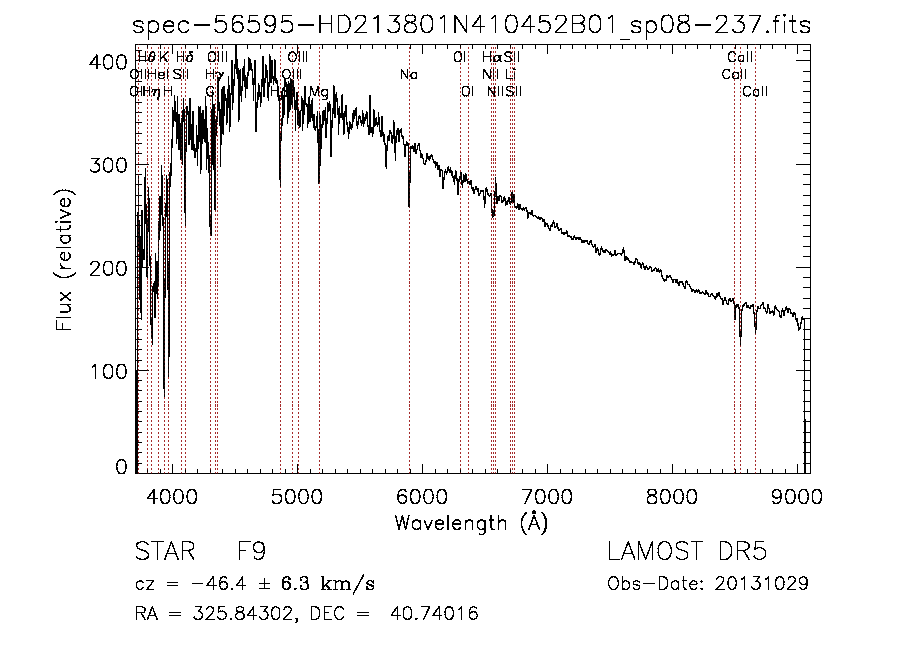 spec-56595-HD213801N410452B01_sp08-237.fits
Hθ K Hδ OIII OIII OI Hα SII CaII
OII HeI SII Hγ OIII Na NII Li CaII
OII Hη H G Hβ Mg OI NII SII CaII
400
300
200
100
0
Flux (relative)
4000 5000 6000 7000 8000 9000
Wavelength (Å)
STAR F9 LAMOST DR5
cz = -46.4 ± 6.3 km/s Obs-Date: 20131029
RA = 325.84302, DEC = 40.74016